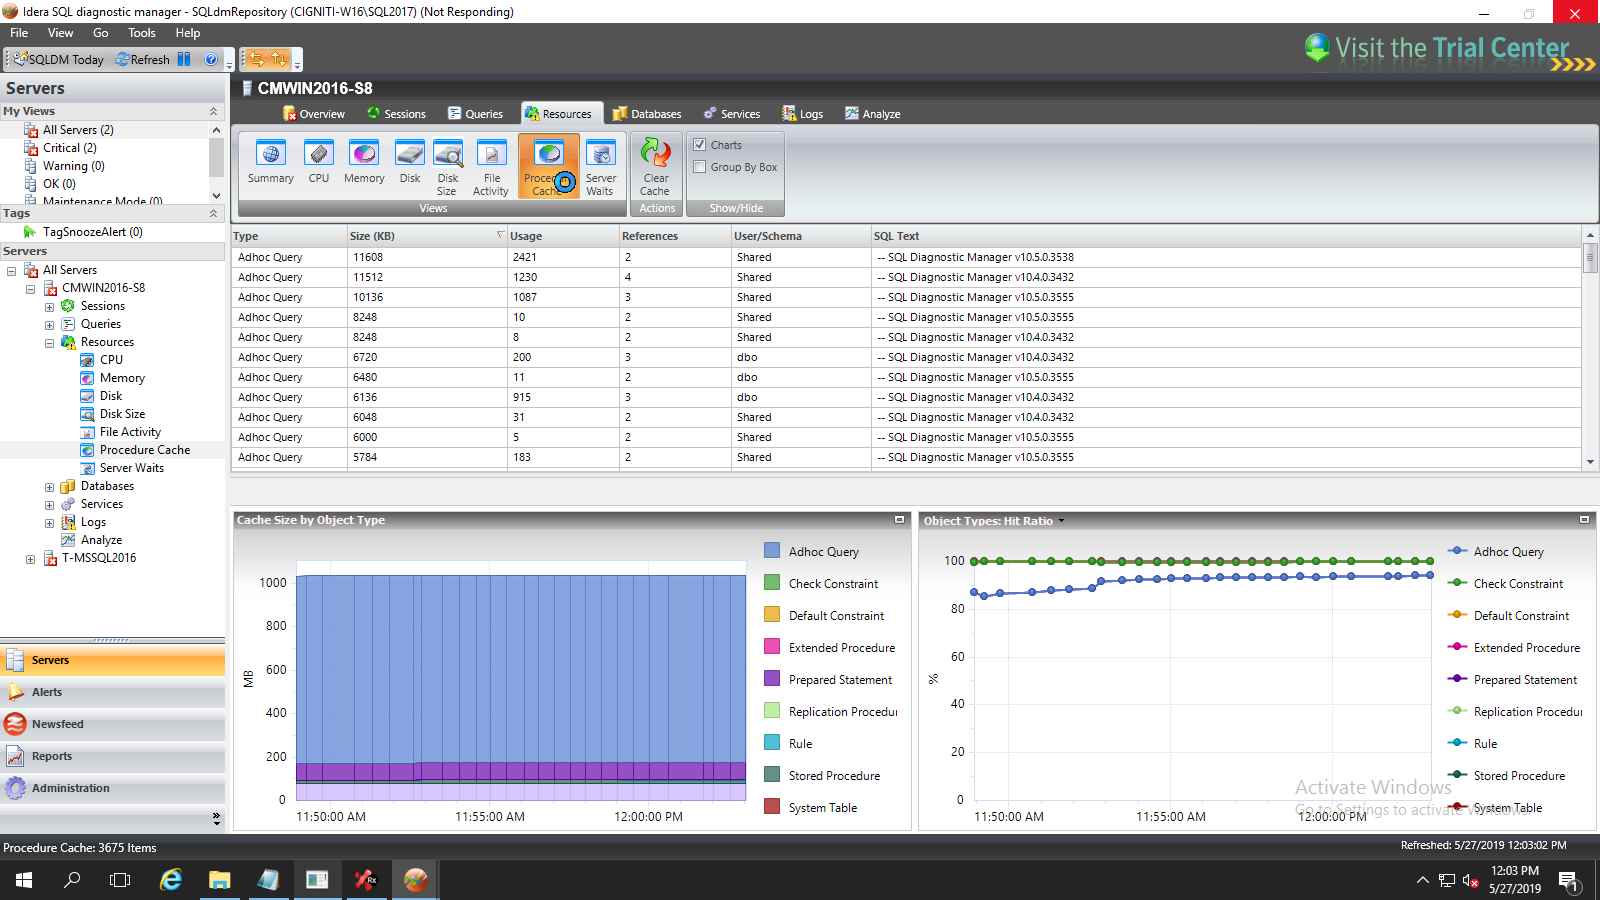 Idera SQL diagnostic manager - SQLdmRepository (CIGNITI-W16\SQL2017) (Not Responding)
File View Go Tools Help
SQLDM Today Refresh
Visit the Trial Center
Servers
My Views
All Servers (2)
Critical (2)
Warning (0)
OK (0)
Maintenance Mode (0)
Tags
TagSnoozeAlert (0)
Servers
All Servers
CMWIN2016-S8
Sessions
Queries
Resources
CPU
Memory
Disk
Disk Size
File Activity
Procedure Cache
Server Waits
Databases
Services
Logs
Analyze
T-MSSQL2016
Servers
Alerts
Newsfeed
Reports
Administration
CMWIN2016-S8
Overview Sessions Queries Resources Databases Services Logs Analyze
Summary CPU Memory Disk Disk Size File Activity Cache Server Waits
Views
Clear Cache
Actions
Charts
Group By Box
Show/Hide
Type Size (KB) Usage References User/Schema SQL Text
Adhoc Query 11608 2421 2 Shared -- SQL Diagnostic Manager v10.5.0.3538
Adhoc Query 11512 1230 4 Shared -- SQL Diagnostic Manager v10.4.0.3432
Adhoc Query 10136 1087 3 Shared -- SQL Diagnostic Manager v10.5.0.3555
Adhoc Query 8248 10 2 Shared -- SQL Diagnostic Manager v10.5.0.3555
Adhoc Query 8248 8 2 Shared -- SQL Diagnostic Manager v10.4.0.3432
Adhoc Query 6720 200 3 dbo -- SQL Diagnostic Manager v10.4.0.3432
Adhoc Query 6480 11 2 dbo -- SQL Diagnostic Manager v10.5.0.3555
Adhoc Query 6136 915 3 dbo -- SQL Diagnostic Manager v10.4.0.3432
Adhoc Query 6048 31 2 Shared -- SQL Diagnostic Manager v10.4.0.3432
Adhoc Query 6000 5 2 Shared -- SQL Diagnostic Manager v10.5.0.3555
Adhoc Query 5784 183 2 Shared -- SQL Diagnostic Manager v10.5.0.3555
Cache Size by Object Type
MB
1000
800
600
400
200
0
11:50:00 AM 11:55:00 AM 12:00:00 PM
Adhoc Query
Check Constraint
Default Constraint
Extended Procedure
Prepared Statement
Replication Procedu
Rule
Stored Procedure
System Table
Object Types: Hit Ratio
%
100
80
60
40
20
0
11:50:00 AM 11:55:00 AM 12:00:00 PM
Adhoc Query
Check Constraint
Default Constraint
Extended Procedure
Prepared Statement
Replication Procedu
Rule
Stored Procedure
System Table
Activate Windows
Go to Settings to activate Windows.
Procedure Cache: 3675 Items
Refreshed: 5/27/2019 12:03:02 PM
12:03 PM
5/27/2019
1